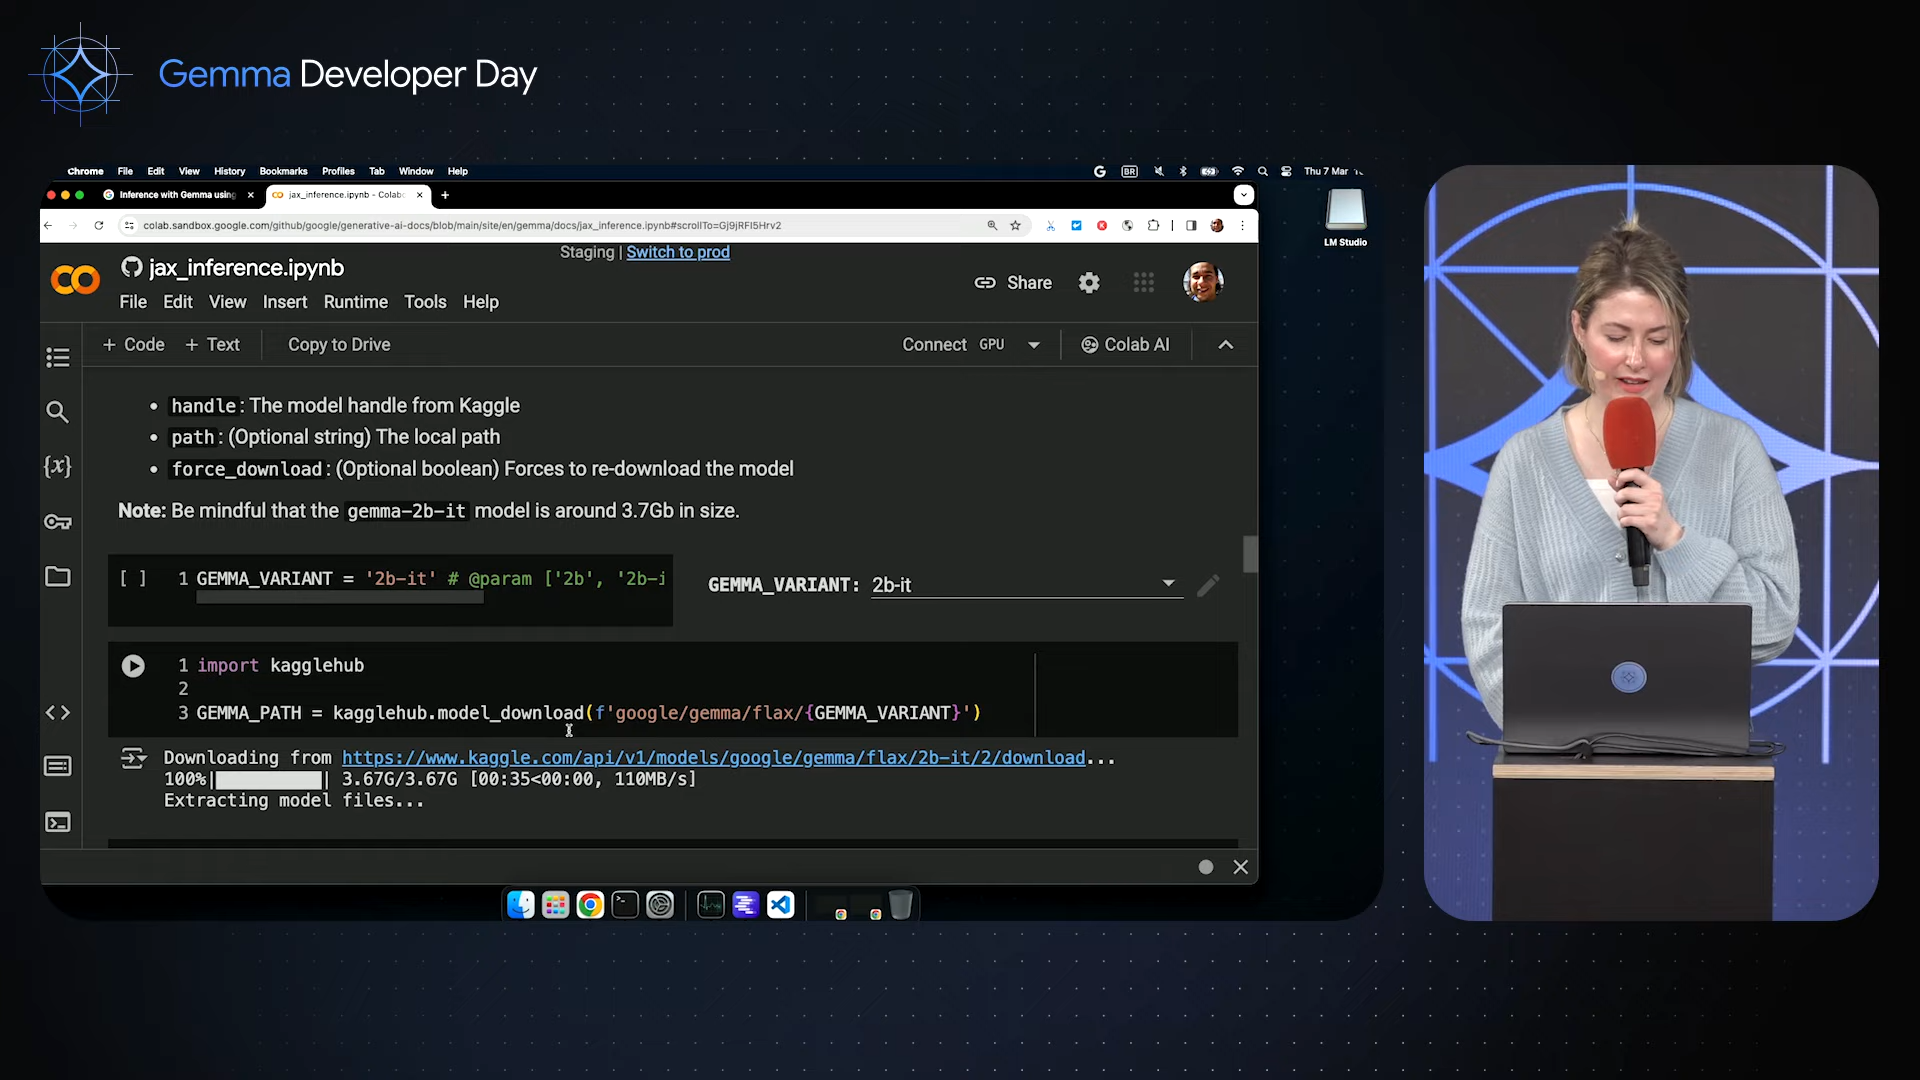 Gemma Developer Day
Chrome File Edit View History Bookmarks Profiles Tab Window Help
BR Thu 7 Mar
Inference with Gemma using
jax_inference.ipynb - Colab
colab.sandbox.google.com/github/google/generative-ai-docs/blob/main/site/en/gemma/docs/jax_inference.ipynb#scrollTo=Gj9jRFI5Hrv2
LM Studio
Staging | Switch to prod
jax_inference.ipynb
Share
File Edit View Insert Runtime Tools Help
+ Code + Text Copy to Drive
Connect GPU Colab AI
• handle: The model handle from Kaggle
• path: (Optional string) The local path
• force_download: (Optional boolean) Forces to re-download the model
Note: Be mindful that the gemma-2b-it model is around 3.7Gb in size.
[ ] 1 GEMMA_VARIANT = '2b-it' # @param ['2b', '2b-i
GEMMA_VARIANT: 2b-it
1 import kagglehub
2
3 GEMMA_PATH = kagglehub.model_download(f'google/gemma/flax/{GEMMA_VARIANT}')
Downloading from https://www.kaggle.com/api/v1/models/google/gemma/flax/2b-it/2/download...
100%| | 3.67G/3.67G [00:35<00:00, 110MB/s]
Extracting model files...